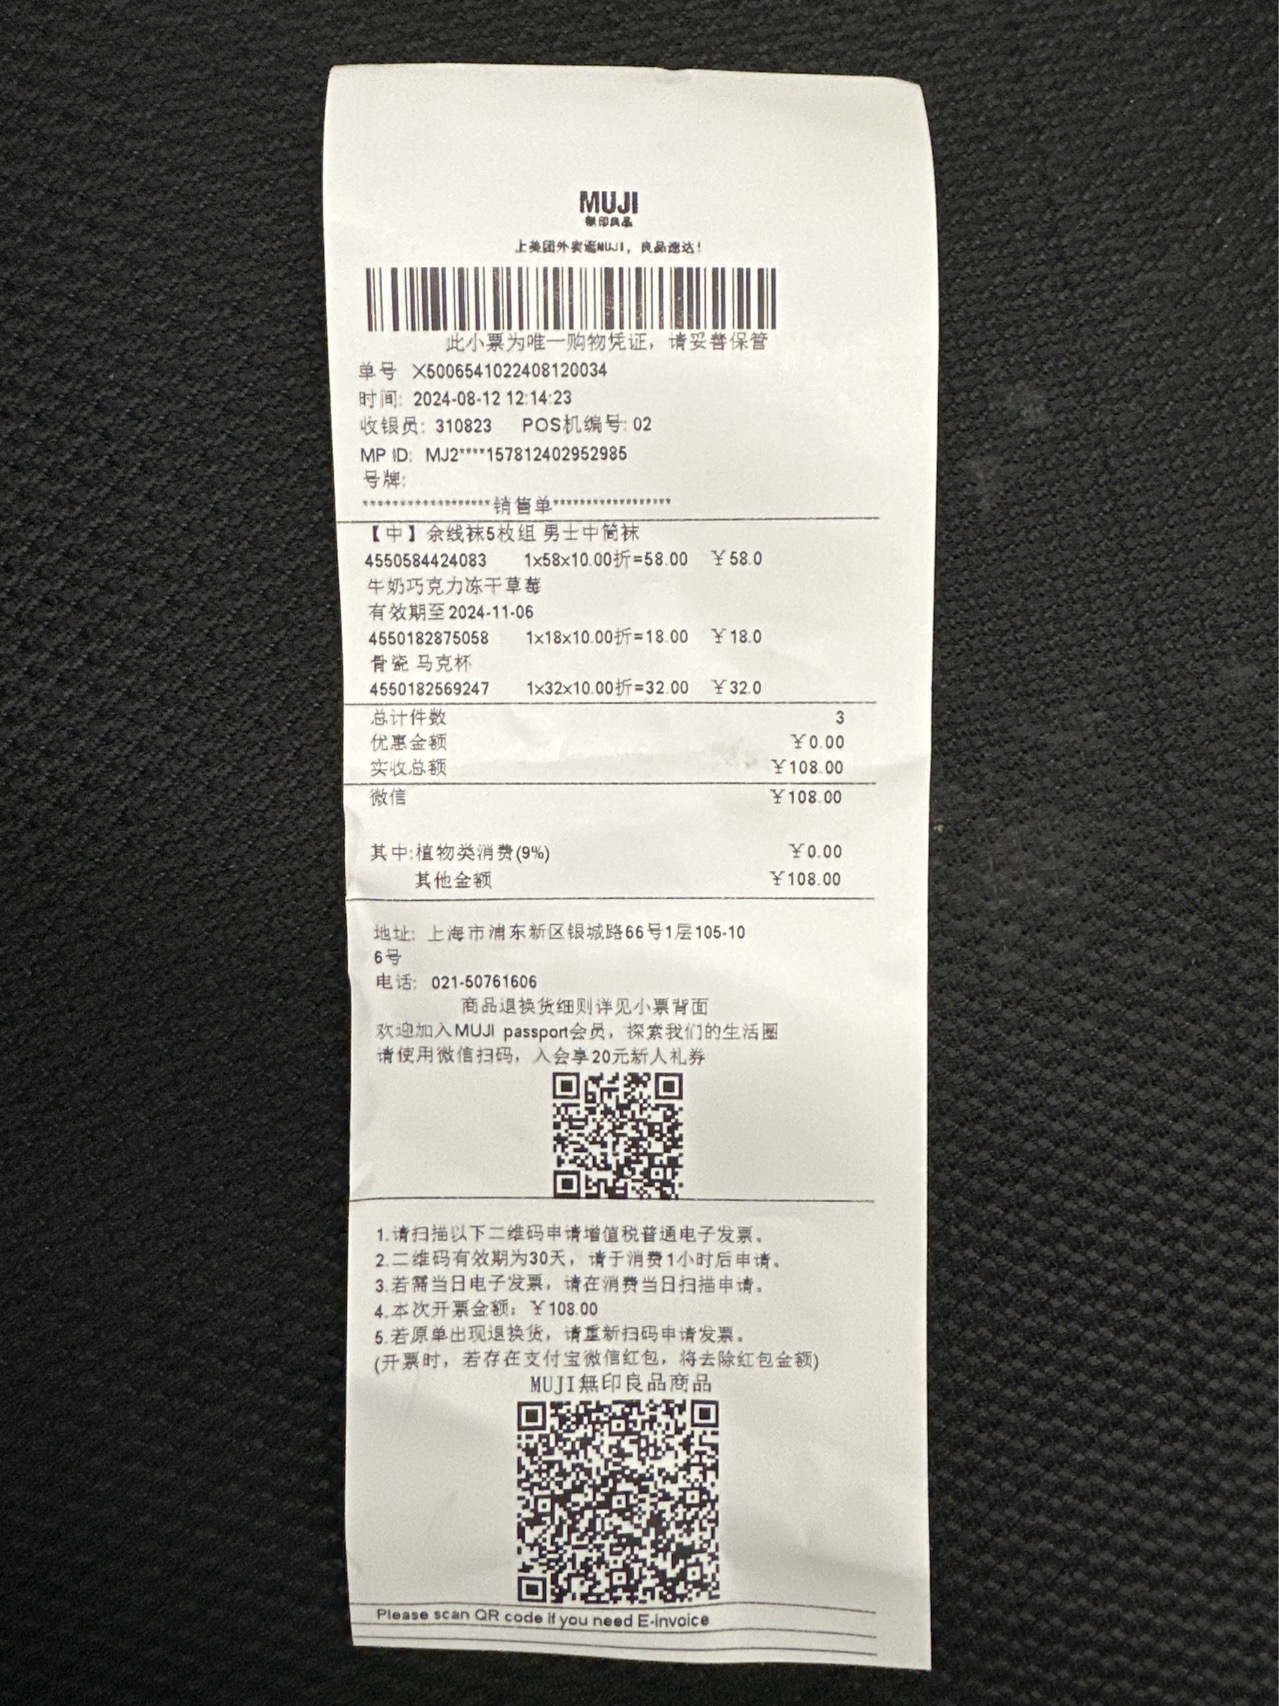 MUJI
無印良品
上美团外卖逛MUJI，良品速达！
此小票为唯一购物凭证，请妥善保管
单号 X5006541022408120034
时间: 2024-08-12 12:14:23
收银员: 310823 POS机编号: 02
MP ID: MJ2****157812402952985
号牌:
******************销售单*****************
【中】余线袜5枚组 男士中筒袜
4550584424083 1x58x10.00折=58.00 ￥58.0
牛奶巧克力冻干草莓
有效期至2024-11-06
4550182875058 1x18x10.00折=18.00 ￥18.0
骨瓷 马克杯
4550182569247 1x32x10.00折=32.00 ￥32.0
总计件数 3
优惠金额 ￥0.00
实收总额 ￥108.00
微信 ￥108.00
其中:植物类消费(9%) ￥0.00
其他金额 ￥108.00
地址: 上海市浦东新区银城路66号1层105-10
6号
电话: 021-50761606
商品退换货细则详见小票背面
欢迎加入MUJI passport会员，探索我们的生活圈
请使用微信扫码，入会享20元新人礼券
1.请扫描以下二维码申请增值税普通电子发票。
2.二维码有效期为30天，请于消费1小时后申请。
3.若需当日电子发票，请在消费当日扫描申请。
4.本次开票金额：￥108.00
5.若原单出现退换货，请重新扫码申请发票。
(开票时，若存在支付宝微信红包，将去除红包金额)
MUJI無印良品商品
Please scan QR code if you need E-invoice